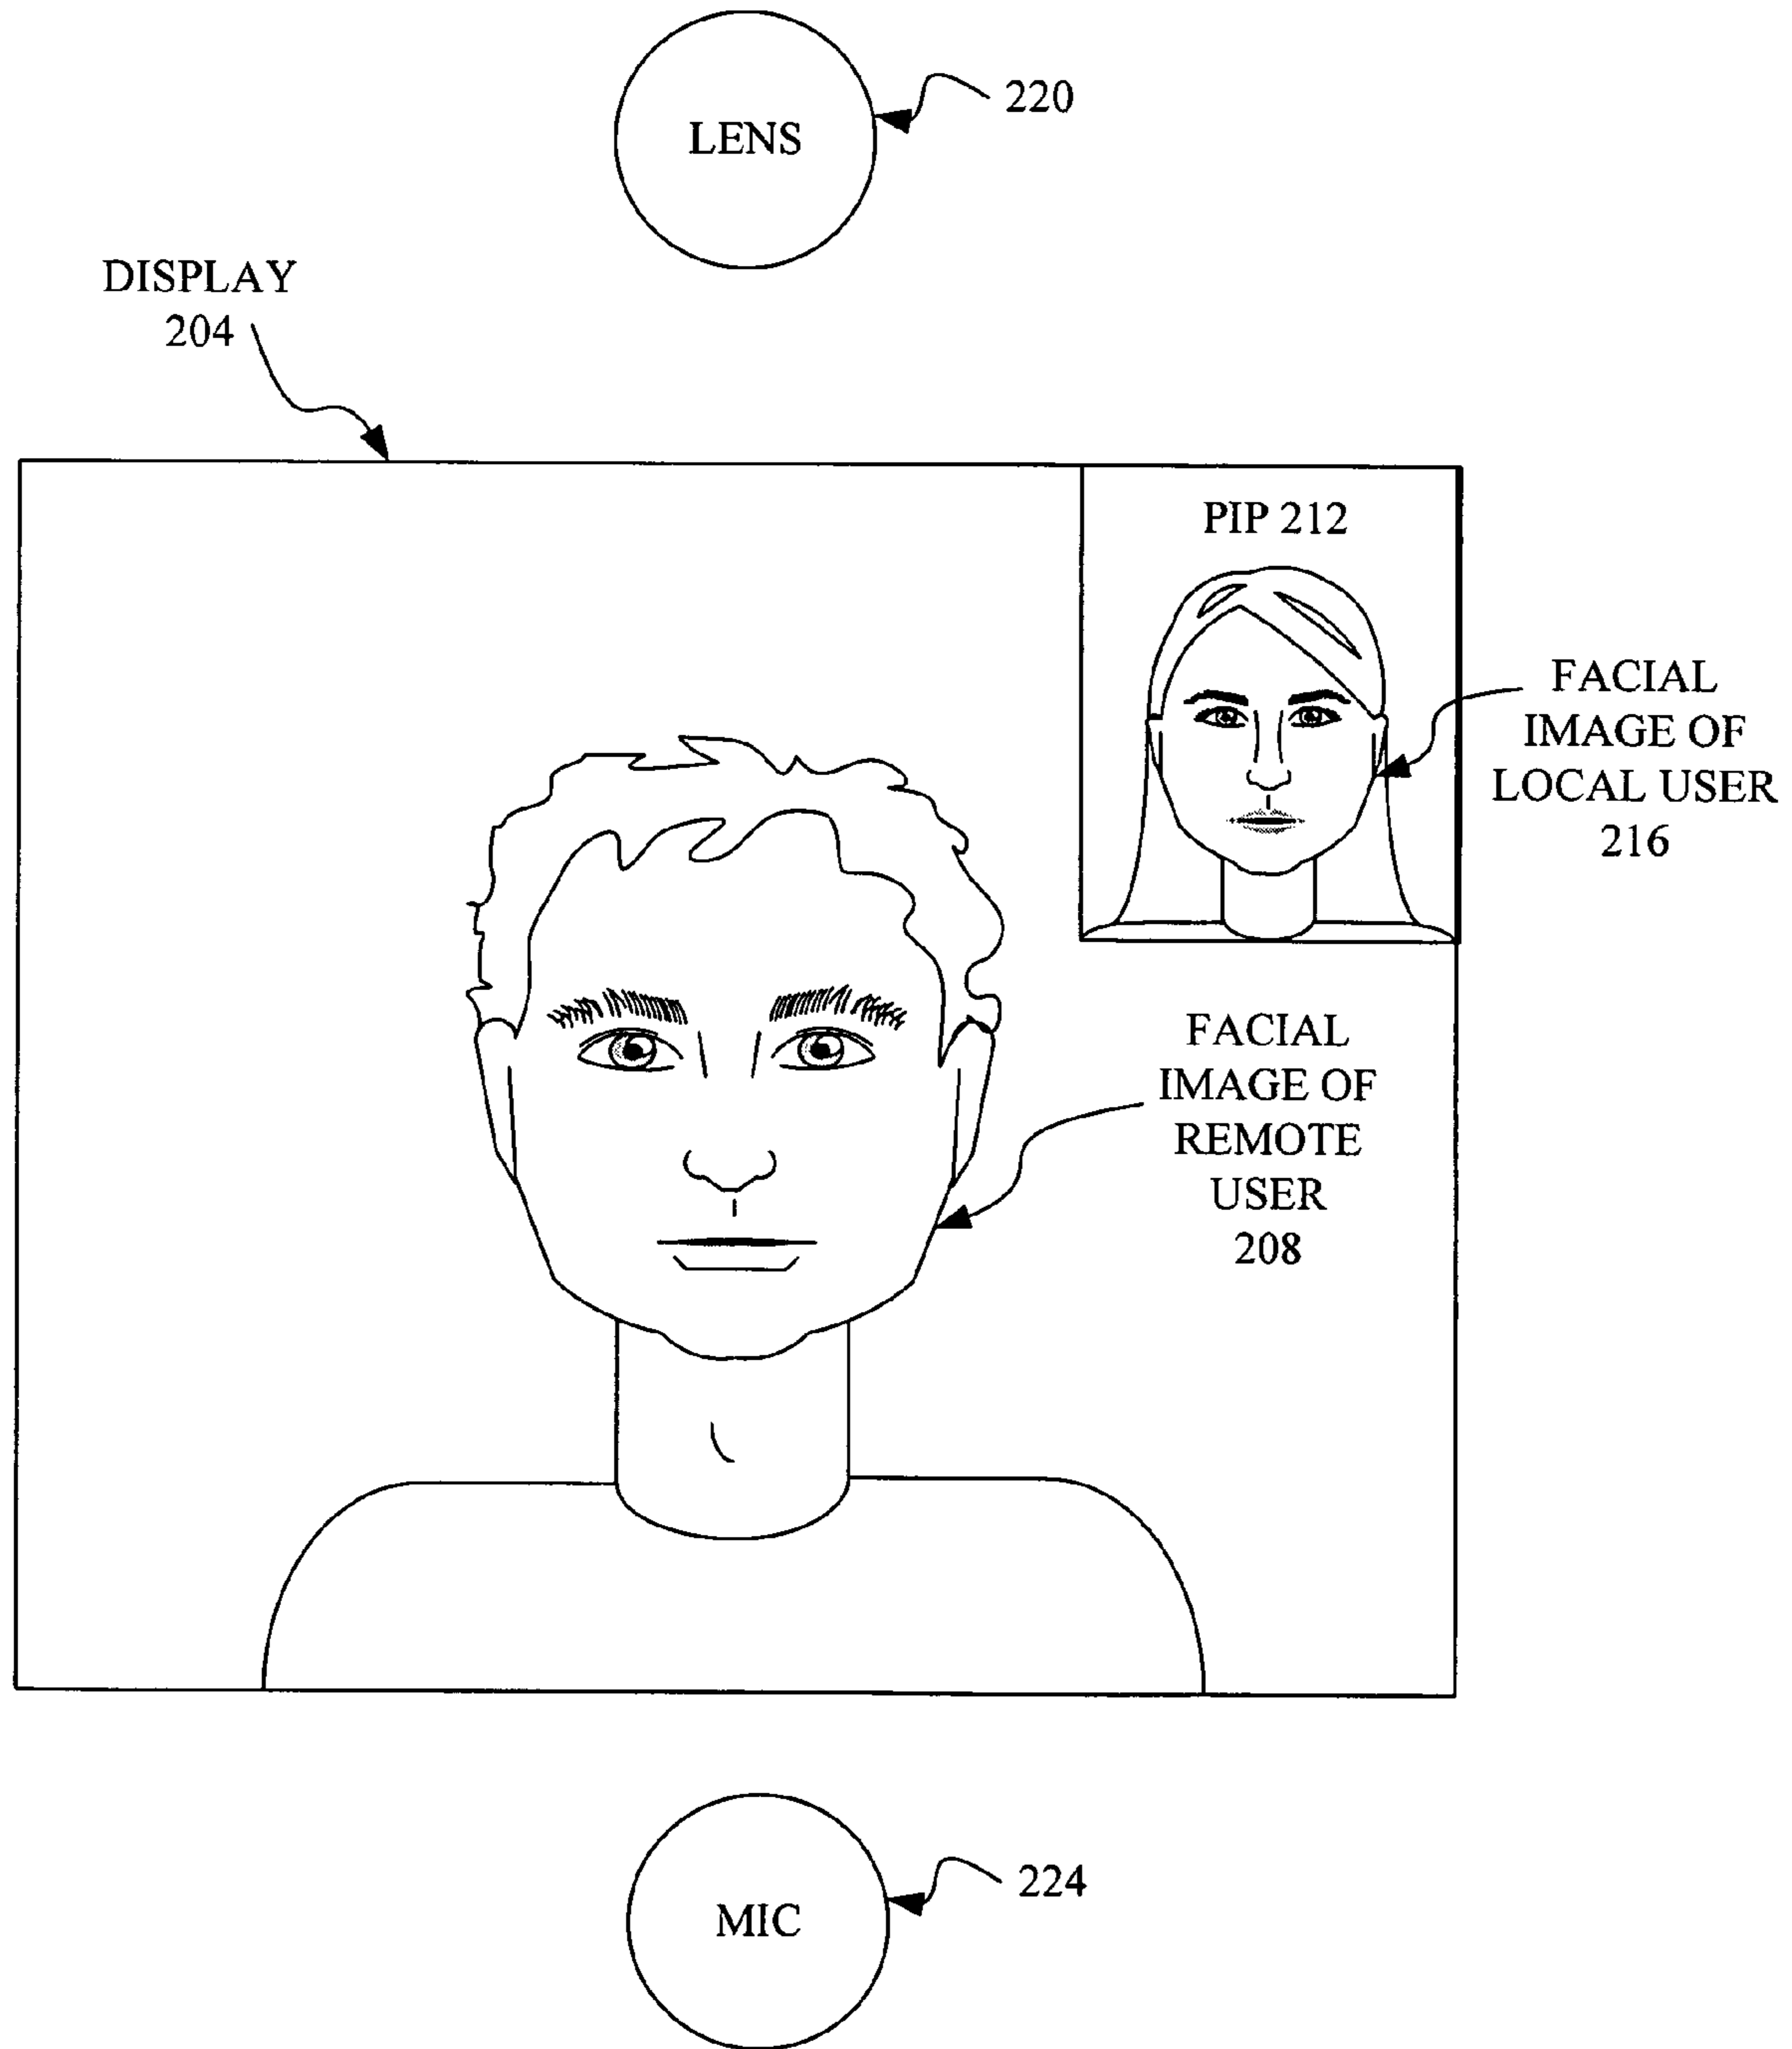 LENS
220
DISPLAY
204
PIP 212
FACIAL
IMAGE OF
LOCAL USER
216
FACIAL
IMAGE OF
REMOTE
USER
208
MIC
224